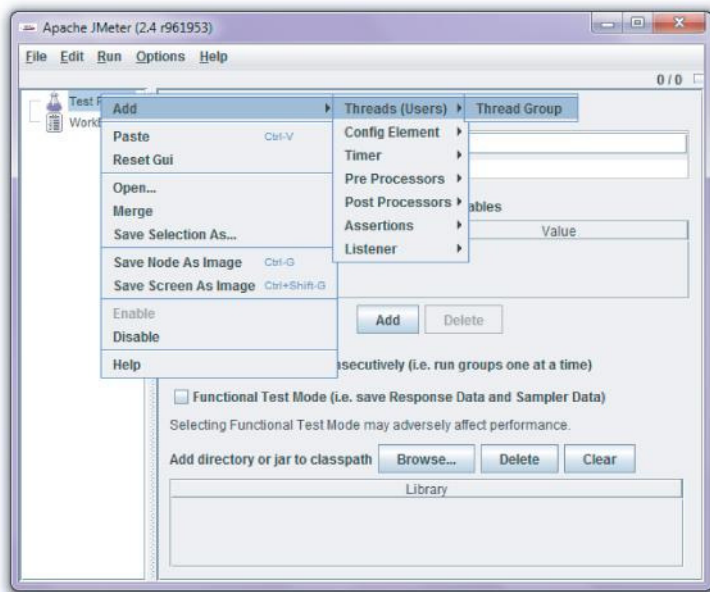 Apache JMeter (2.4 r961953)
File Edit Run Options Help
0 / 0
Test
Add
Threads (Users)
Thread Group
Paste Ctrl-V
Reset Gui
Open...
Merge
Save Selection As...
Save Node As Image Ctrl-G
Save Screen As Image Ctrl+Shift-G
Enable
Disable
Help
Config Element
Timer
Pre Processors
Post Processors
Assertions
Listener
Value
Add Delete
(i.e. run groups one at a time)
Functional Test Mode (i.e. save Response Data and Sampler Data)
Selecting Functional Test Mode may adversely affect performance.
Add directory or jar to classpath Browse... Delete Clear
Library